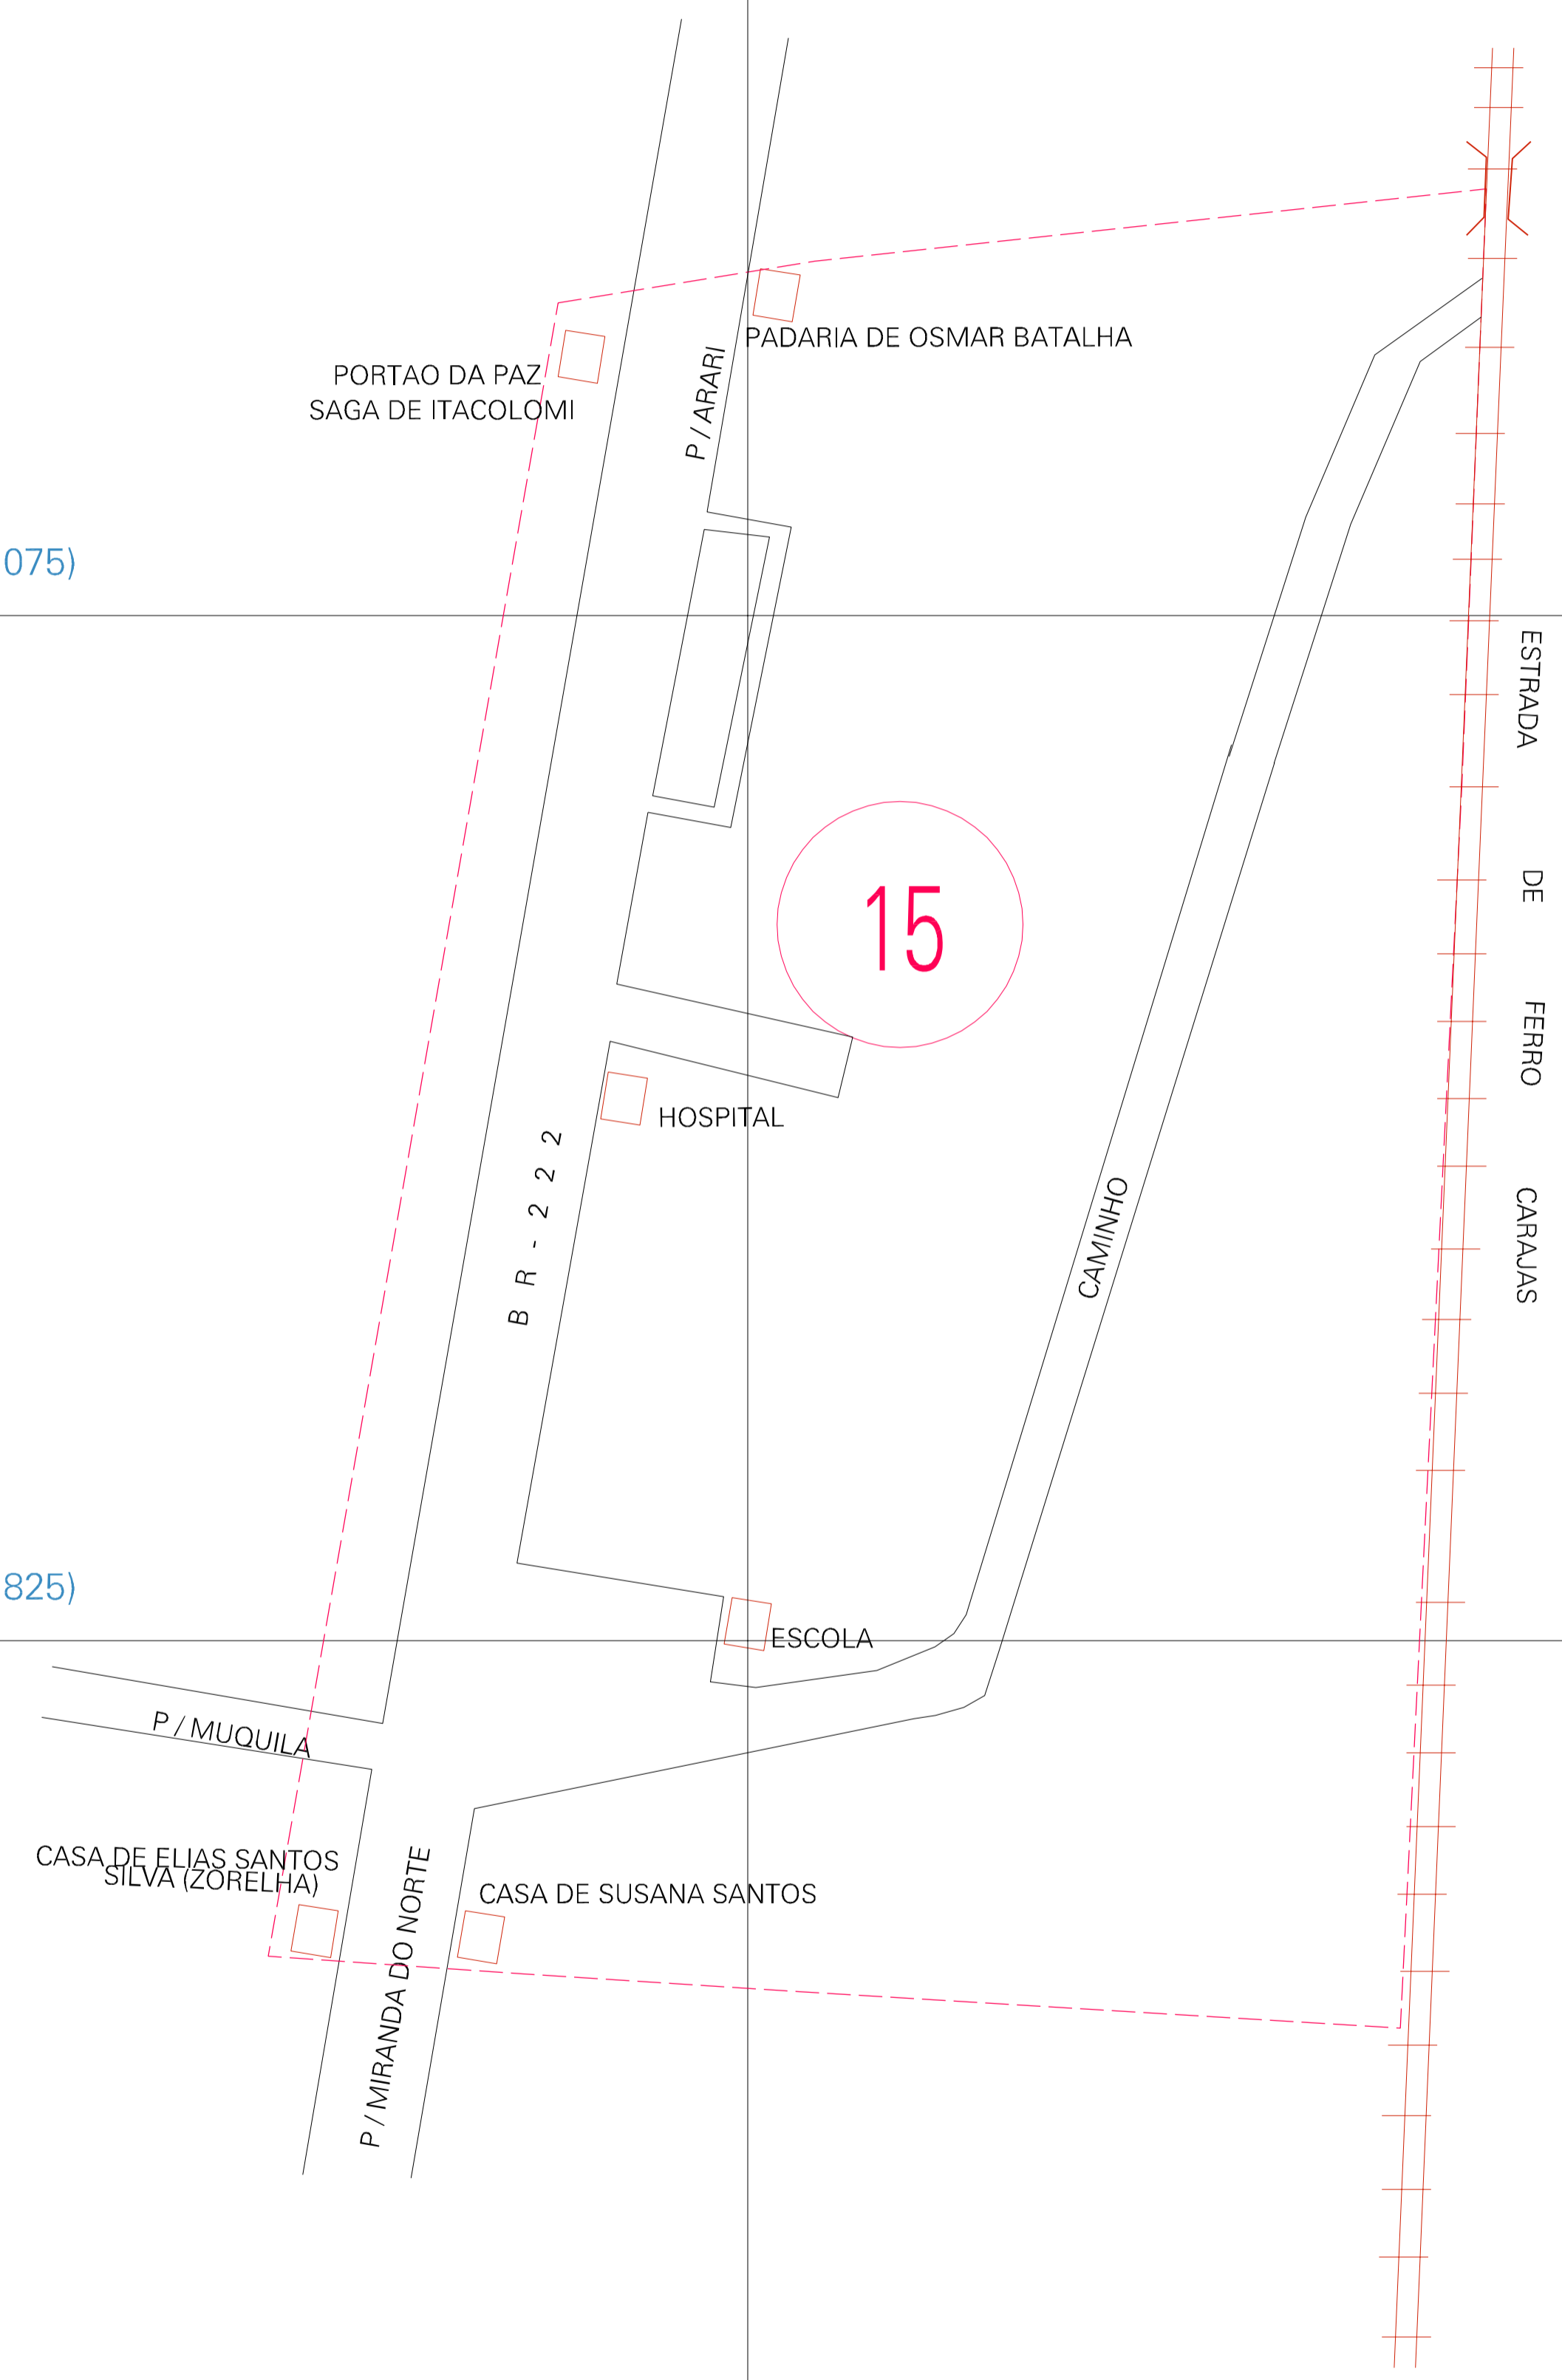 PADARIA DE OSMAR BATALHA
PORTAO DA PAZ
SAGA DE ITACOLOMI
P / ARARI
075)
ESTRADA DE FERRO CARAJAS
15
HOSPITAL
B R - 2 2 2
CAMINHO
825)
ESCOLA
P / MUQUILA
CASA DE ELIAS SANTOS
SILVA (ZORELHA)
CASA DE SUSANA SANTOS
P / MIRANDA DO NORTE